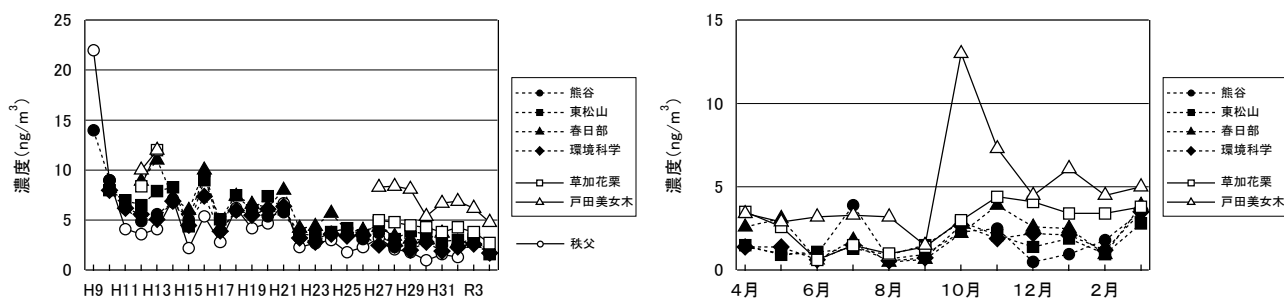 25
20
15
10
5
0
濃度(ng/m³)
H9 H11 H13 H15 H17 H19 H21 H23 H25 H27 H29 H31 R3
熊谷
東松山
春日部
環境科学
草加花栗
戸田美女木
秩父
15
10
5
0
濃度(ng/m³)
4月 6月 8月 10月 12月 2月
熊谷
東松山
春日部
環境科学
草加花栗
戸田美女木